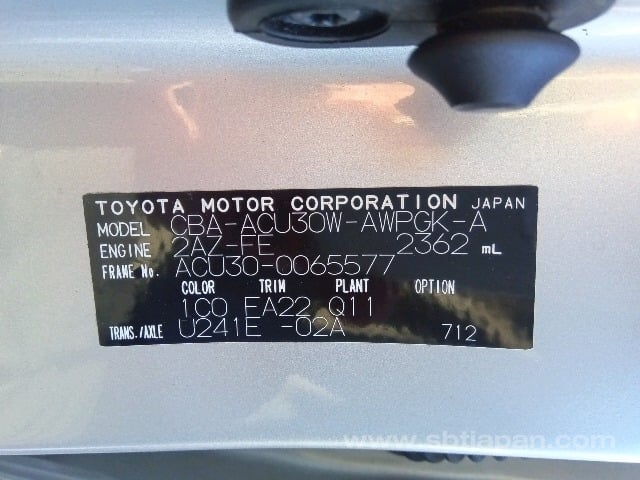 TOYOTA MOTOR CORPORATION JAPAN
MODEL CBA-ACU30W-AWPGK-A
ENGINE 2AZ-FE 2362 mL
FRAME No. ACU30-0065577
COLOR TRIM PLANT OPTION
1C0 EA22 Q11
TRANS./AXLE U241E -02A 712
www.sbtjapan.com